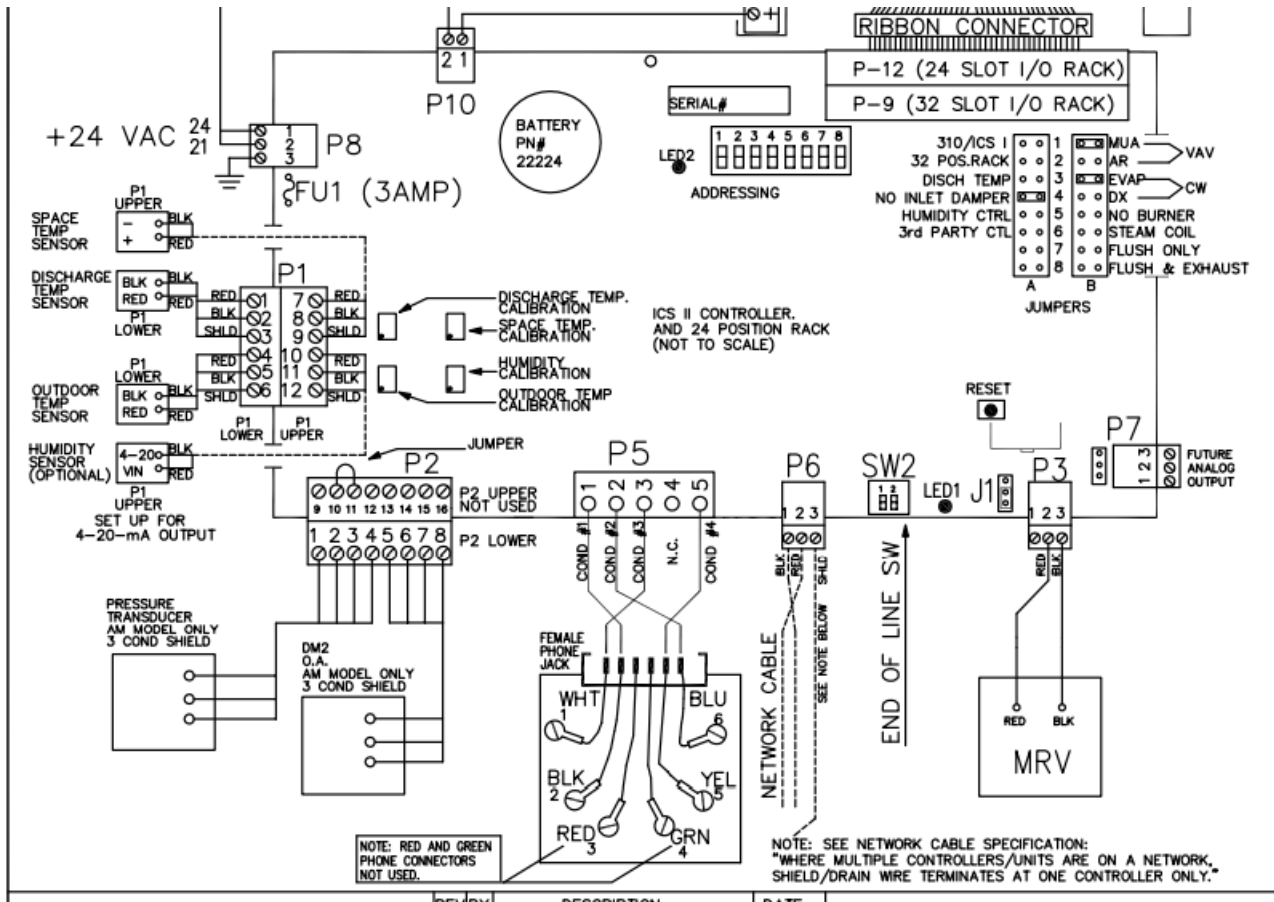 RIBBON CONNECTOR
P-12 (24 SLOT I/O RACK)
P-9 (32 SLOT I/O RACK)
2 1
P10
+
SERIAL#
BATTERY
PN#
22224
1 2 3 4 5 6 7 8
LED2
ADDRESSING
+24 VAC
24
21
1
2
3
P8
FU1 (3AMP)
310/ICS I
32 POS.RACK
DISCH TEMP
NO INLET DAMPER
HUMIDITY CTRL
3rd PARTY CTL
1
2
3
4
5
6
7
8
MUA
AR
EVAP
DX
NO BURNER
STEAM COIL
FLUSH ONLY
FLUSH & EXHAUST
VAV
CW
A
B
JUMPERS
P1
UPPER
SPACE
TEMP
SENSOR
-
+
BLK
RED
DISCHARGE
TEMP
SENSOR
BLK
RED
BLK
RED
P1
LOWER
P1
RED 1 7 RED
BLK 2 8 BLK
SHLD 3 9 SHLD
RED 4 10 RED
BLK 5 11 BLK
SHLD 6 12 SHLD
P1
LOWER
P1
UPPER
DISCHARGE TEMP.
CALIBRATION
SPACE TEMP.
CALIBRATION
HUMIDITY
CALIBRATION
OUTDOOR TEMP
CALIBRATION
ICS II CONTROLLER.
AND 24 POSITION RACK
(NOT TO SCALE)
P1
LOWER
OUTDOOR
TEMP
SENSOR
BLK
RED
BLK
RED
HUMIDITY
SENSOR
(OPTIONAL)
4-20
VIN
BLK
RED
P1
UPPER
SET UP FOR
4-20-mA OUTPUT
JUMPER
P2
9 10 11 12 13 14 15 16
P2 UPPER
NOT USED
1 2 3 4 5 6 7 8
P2 LOWER
P5
1 2 3 4 5
COND #1
COND #2
COND #3
N.C.
COND #4
P6
1 2 3
BLK
RED
SHLD
SEE NOTE BELOW
NETWORK CABLE
SW2
1 2
END OF LINE SW
LED1
J1
RESET
P3
1 2 3
RED
BLK
P7
1 2 3
FUTURE
ANALOG
OUTPUT
RED
BLK
MRV
PRESSURE
TRANSDUCER
AM MODEL ONLY
3 COND SHIELD
DM2
O.A.
AM MODEL ONLY
3 COND SHIELD
FEMALE
PHONE
JACK
WHT
1
BLU
6
BLK
2
YEL
5
RED
3
GRN
4
NOTE: RED AND GREEN
PHONE CONNECTORS
NOT USED.
NOTE: SEE NETWORK CABLE SPECIFICATION:
"WHERE MULTIPLE CONTROLLERS/UNITS ARE ON A NETWORK,
SHIELD/DRAIN WIRE TERMINATES AT ONE CONTROLLER ONLY."
REV BY DESCRIPTION DATE